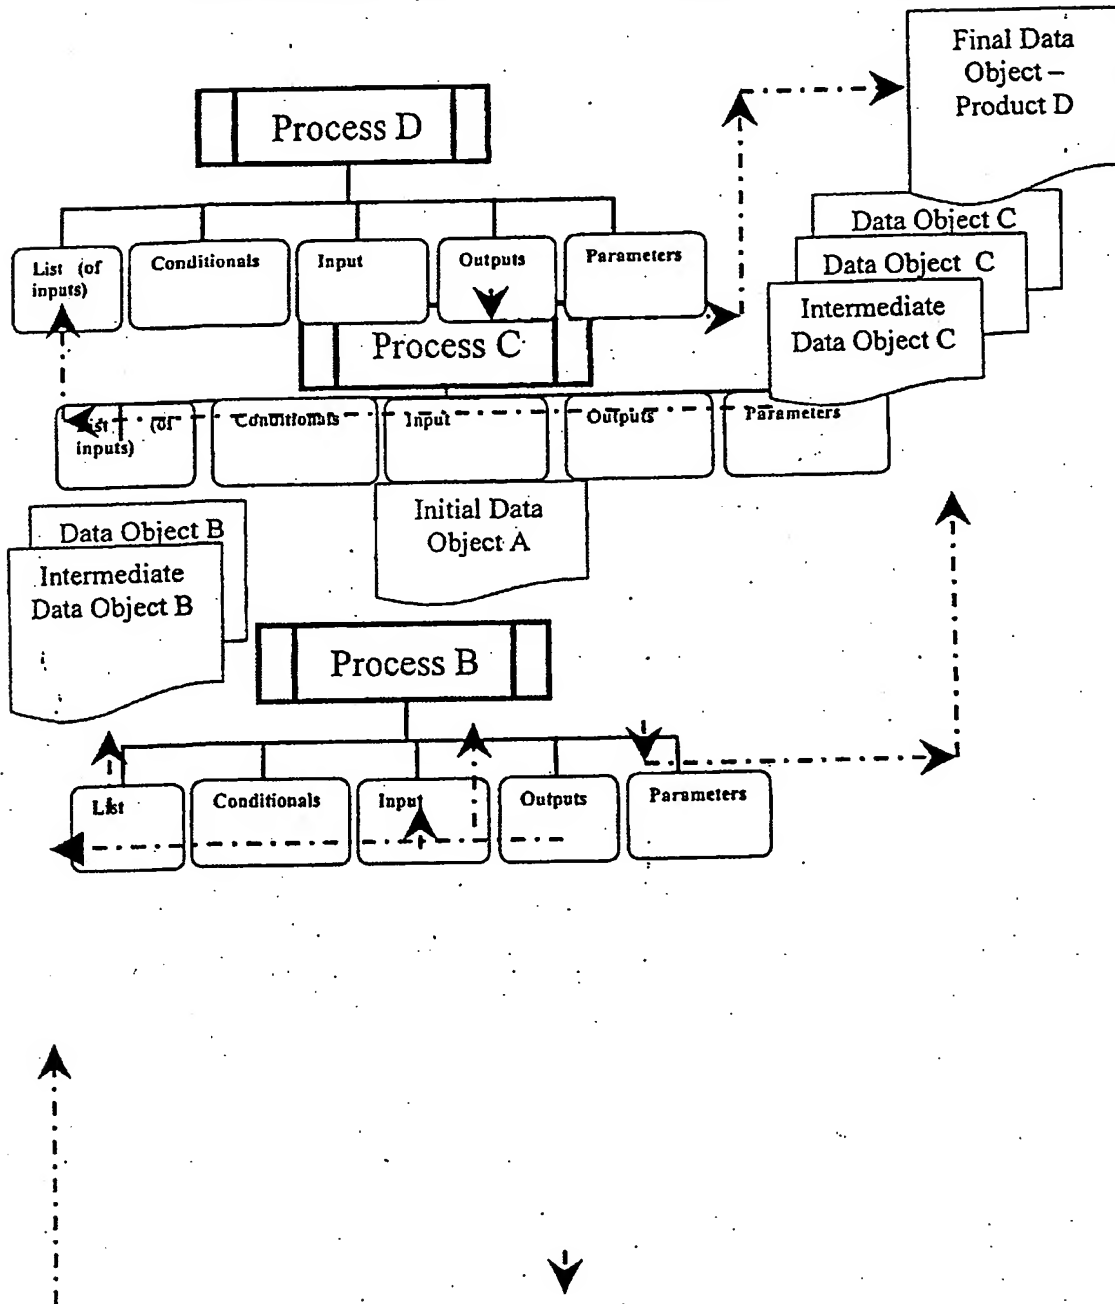 Final Data
Object –
Product D
Process D
Data Object C
List (of
inputs)
Conditionals
Input
Outputs
Parameters
Data Object C
Intermediate
Data Object C
Process C
List (of
inputs)
Conditionals
Input
Outputs
Parameters
Initial Data
Object A
Data Object B
Intermediate
Data Object B
Process B
List
Conditionals
Input
Outputs
Parameters